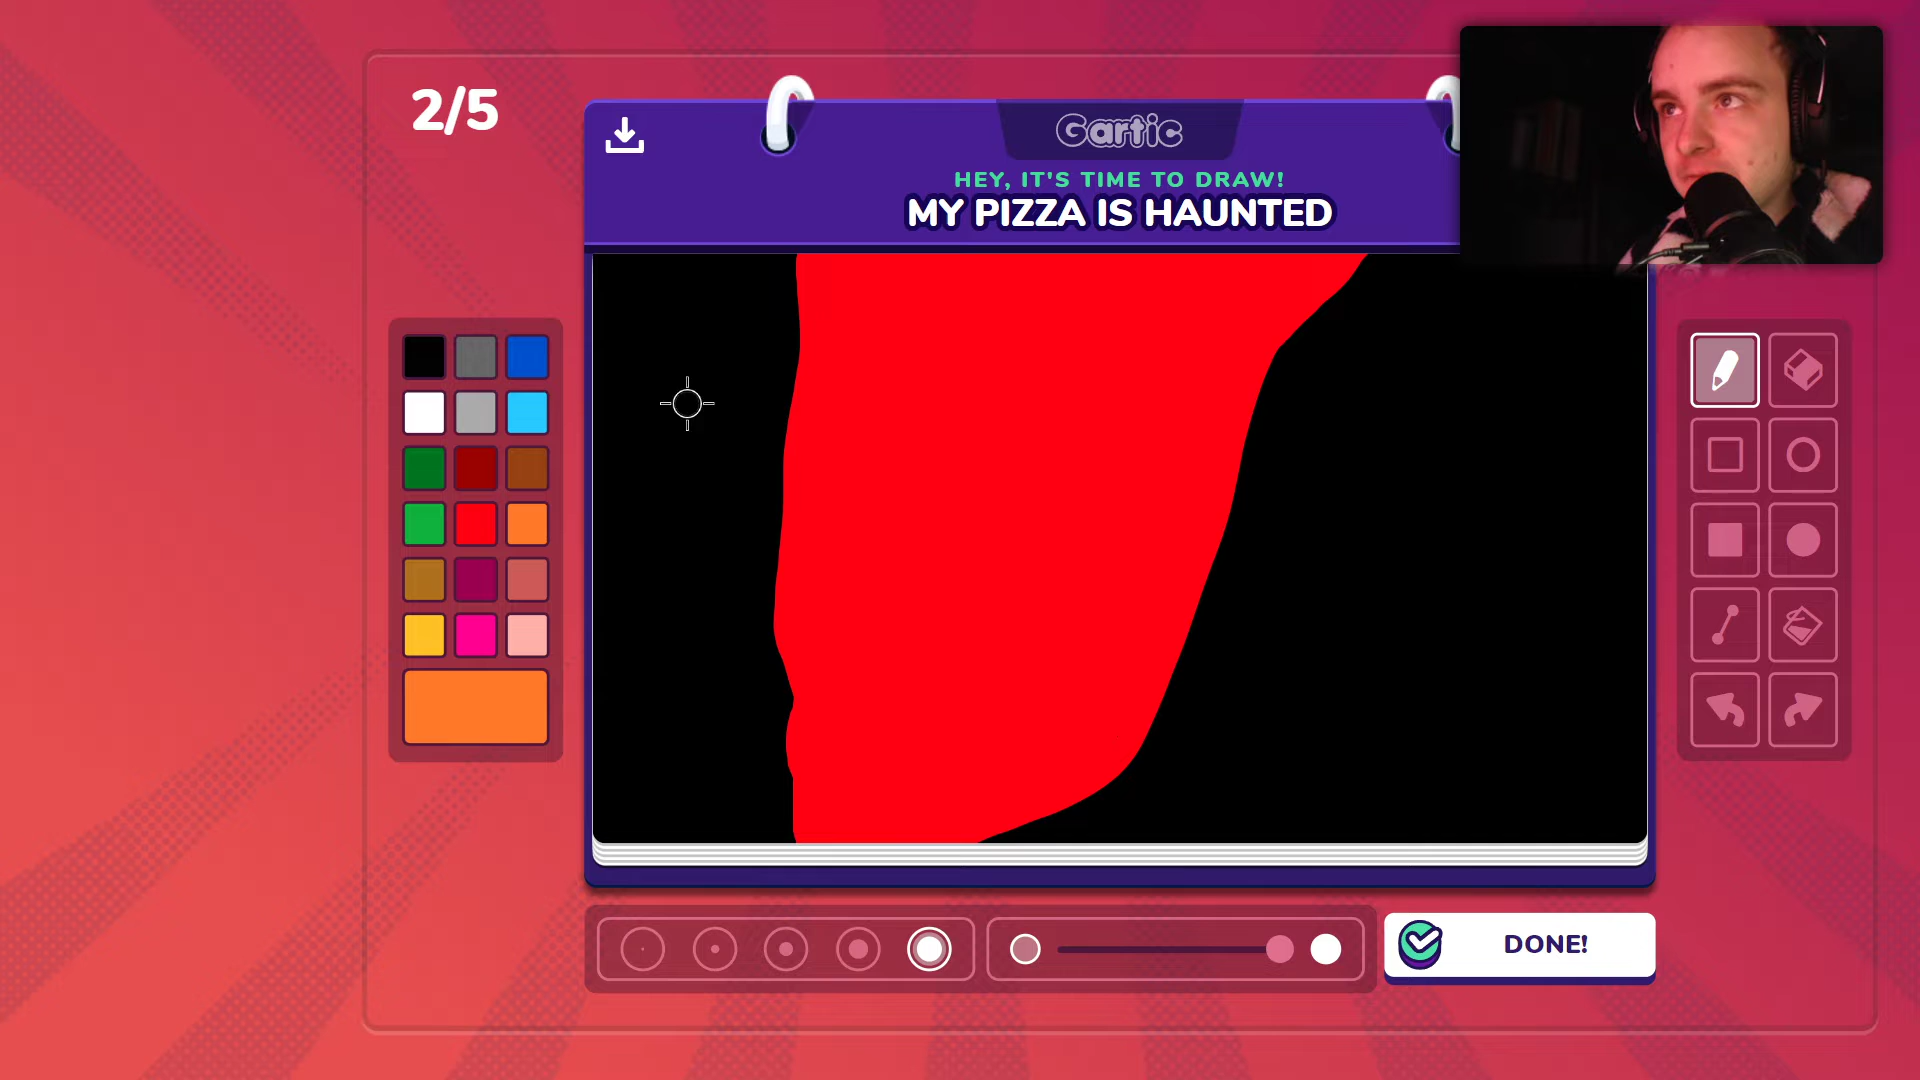 2/5
Gartic
HEY, IT'S TIME TO DRAW!
MY PIZZA IS HAUNTED
DONE!